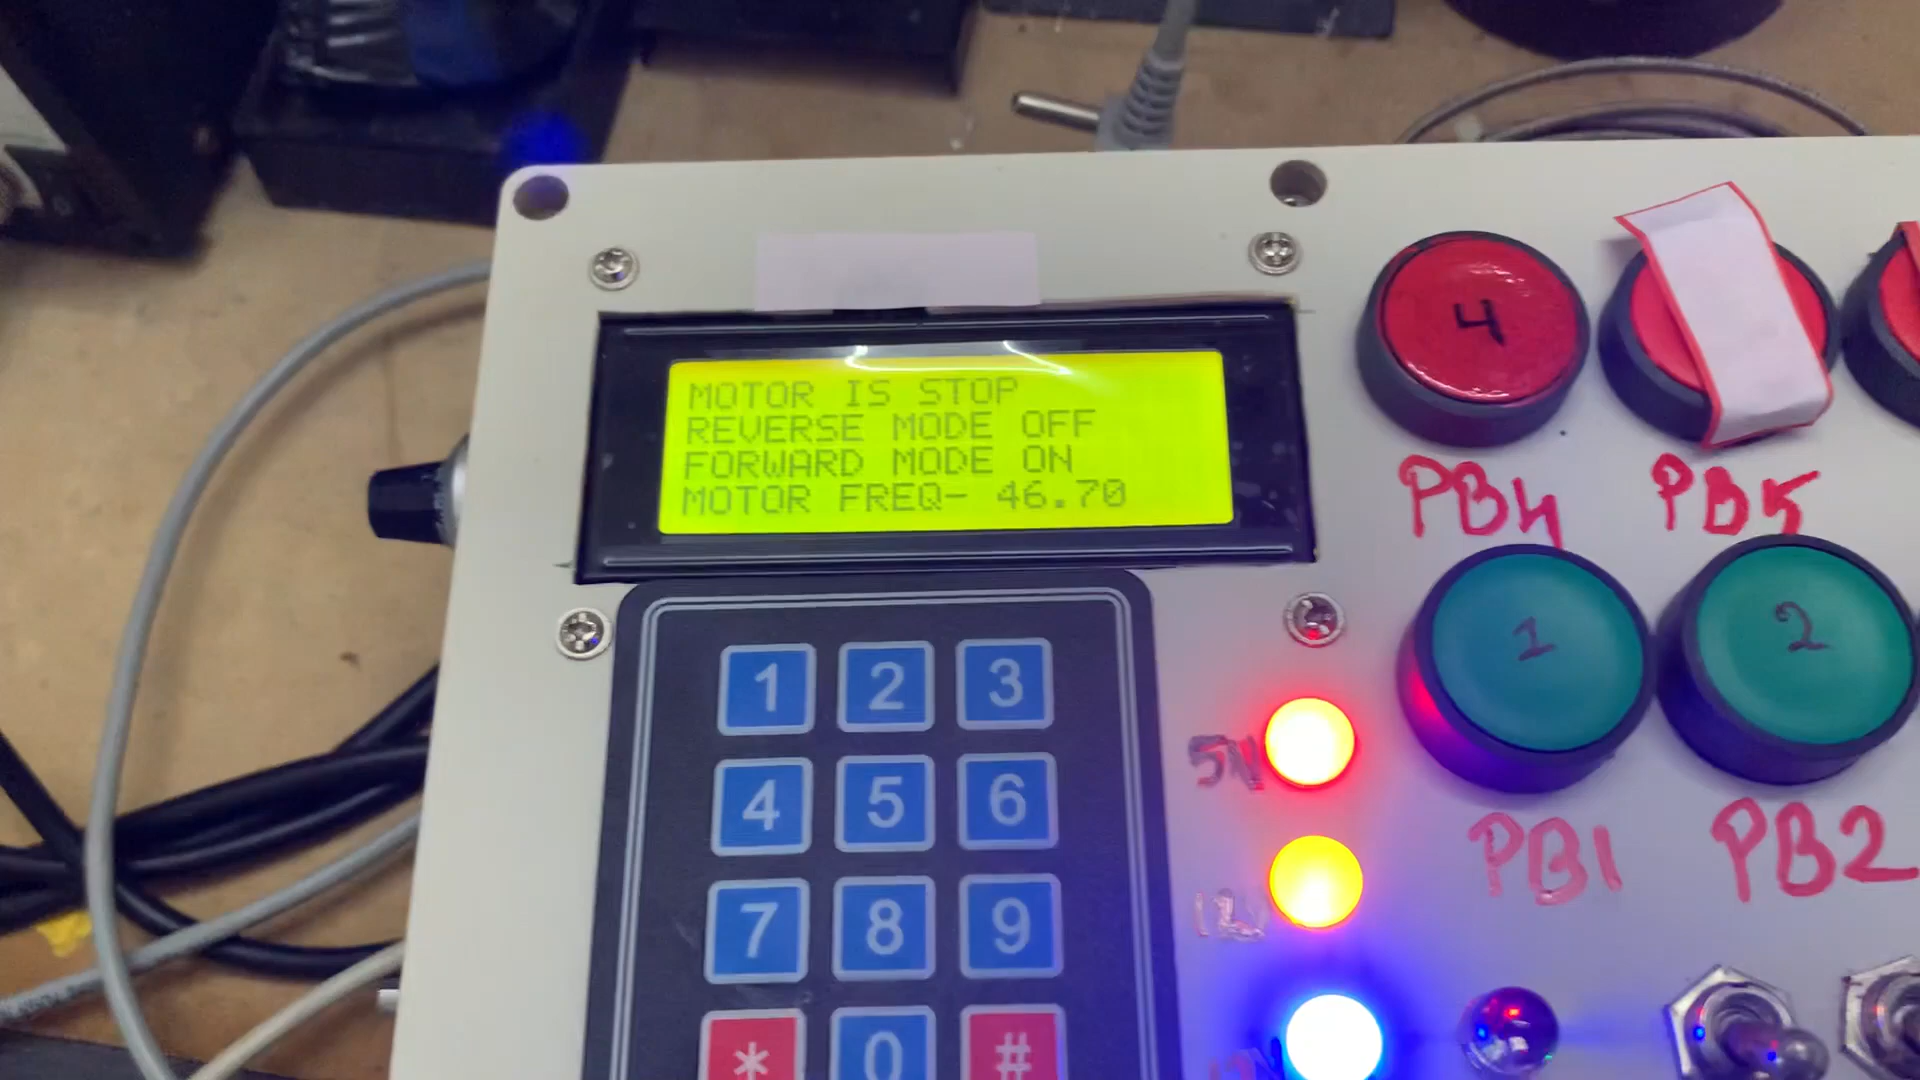 MOTOR IS STOP
REVERSE MODE OFF
FORWARD MODE ON
MOTOR FREQ- 46.70
4
PB4 PB5
1 2
PB1 PB2
1 2 3
4 5 6
7 8 9
* 0 #
5V
12V